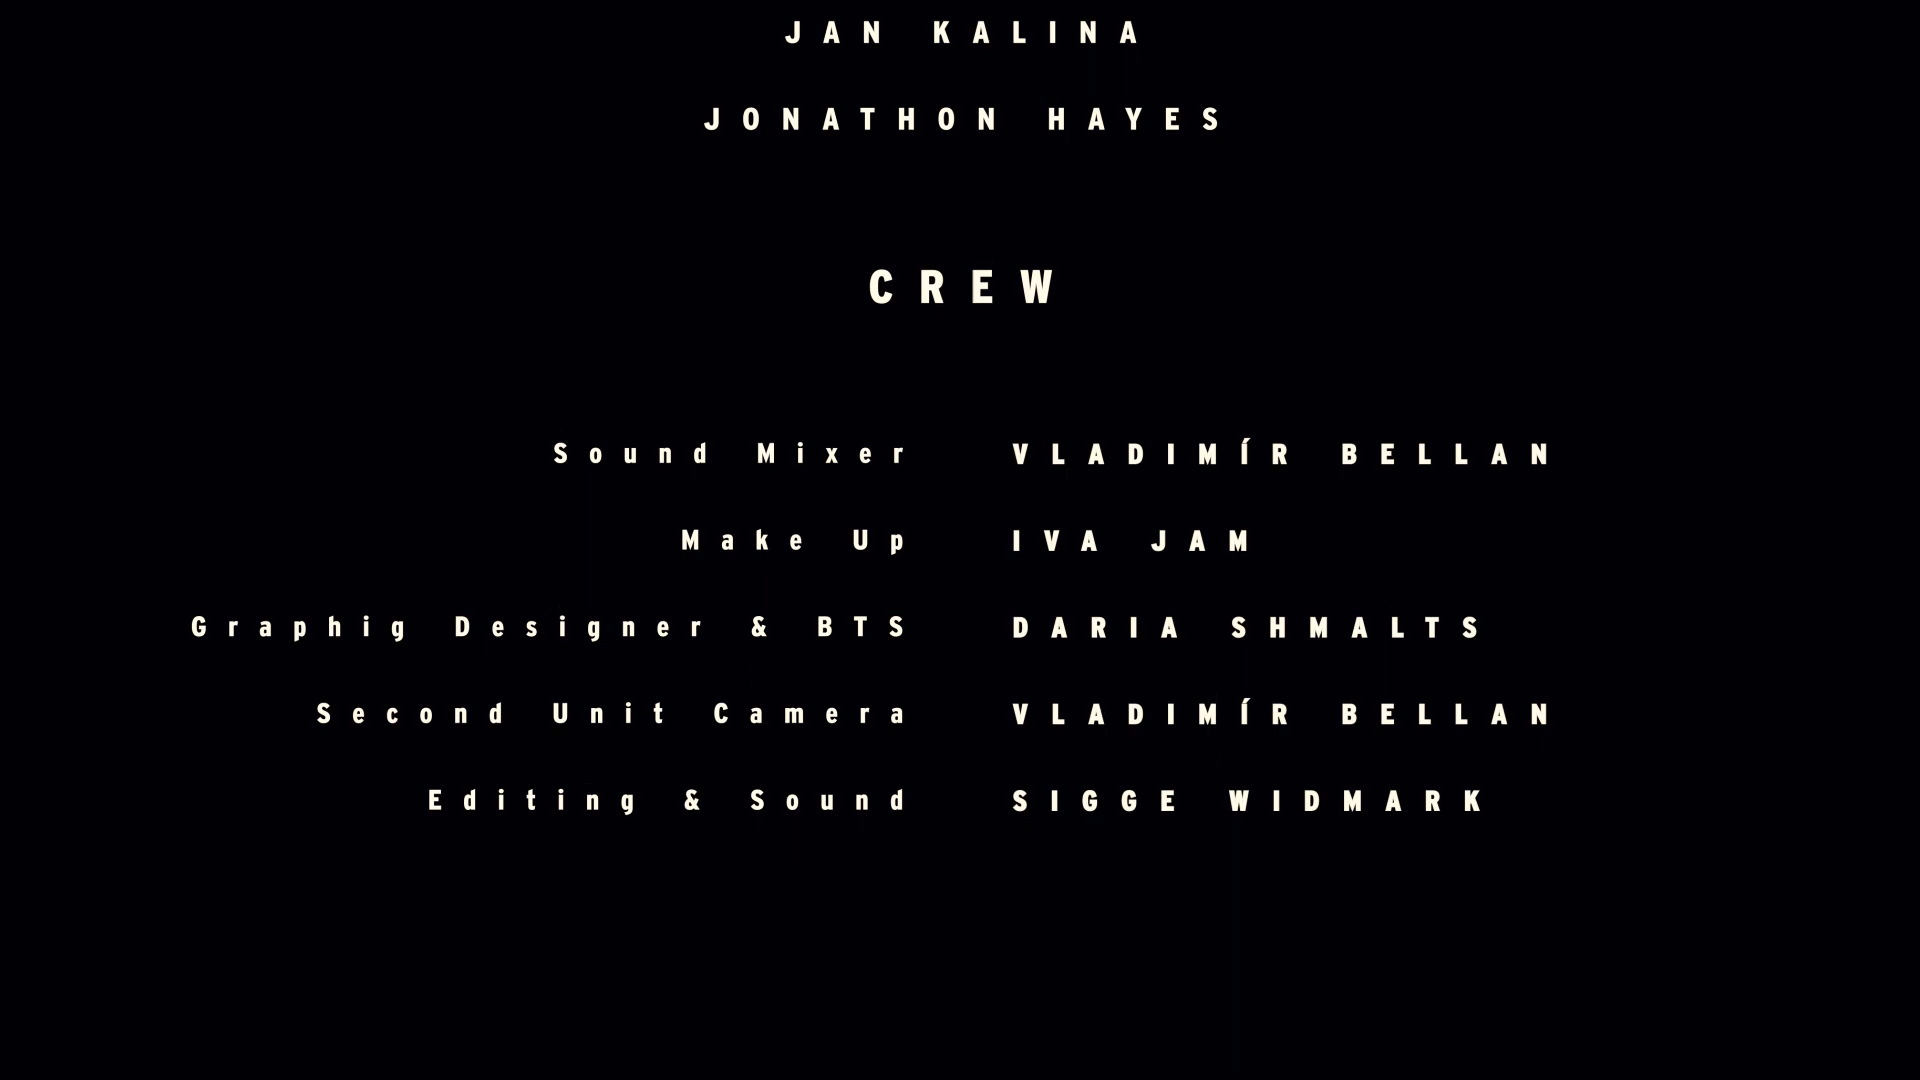 JAN KALINA
JONATHON HAYES
CREW
Sound Mixer VLADIMÍR BELLAN
Make Up IVA JAM
Graphig Designer & BTS DARIA SHMALTS
Second Unit Camera VLADIMÍR BELLAN
Editing & Sound SIGGE WIDMARK